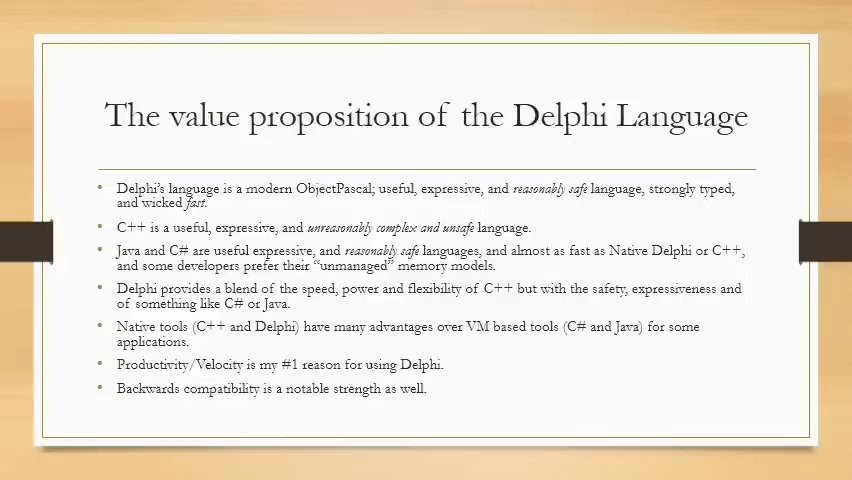 The value proposition of the Delphi Language
• Delphi's language is a modern ObjectPascal; useful, expressive, and reasonably safe language, strongly typed,
and wicked fast.
• C++ is a useful, expressive, and unreasonably complex and unsafe language.
• Java and C# are useful expressive, and reasonably safe languages, and almost as fast as Native Delphi or C++,
and some developers prefer their “unmanaged” memory models.
• Delphi provides a blend of the speed, power and flexibility of C++ but with the safety, expressiveness and
of something like C# or Java.
• Native tools (C++ and Delphi) have many advantages over VM based tools (C# and Java) for some
applications.
• Productivity/Velocity is my #1 reason for using Delphi.
• Backwards compatibility is a notable strength as well.